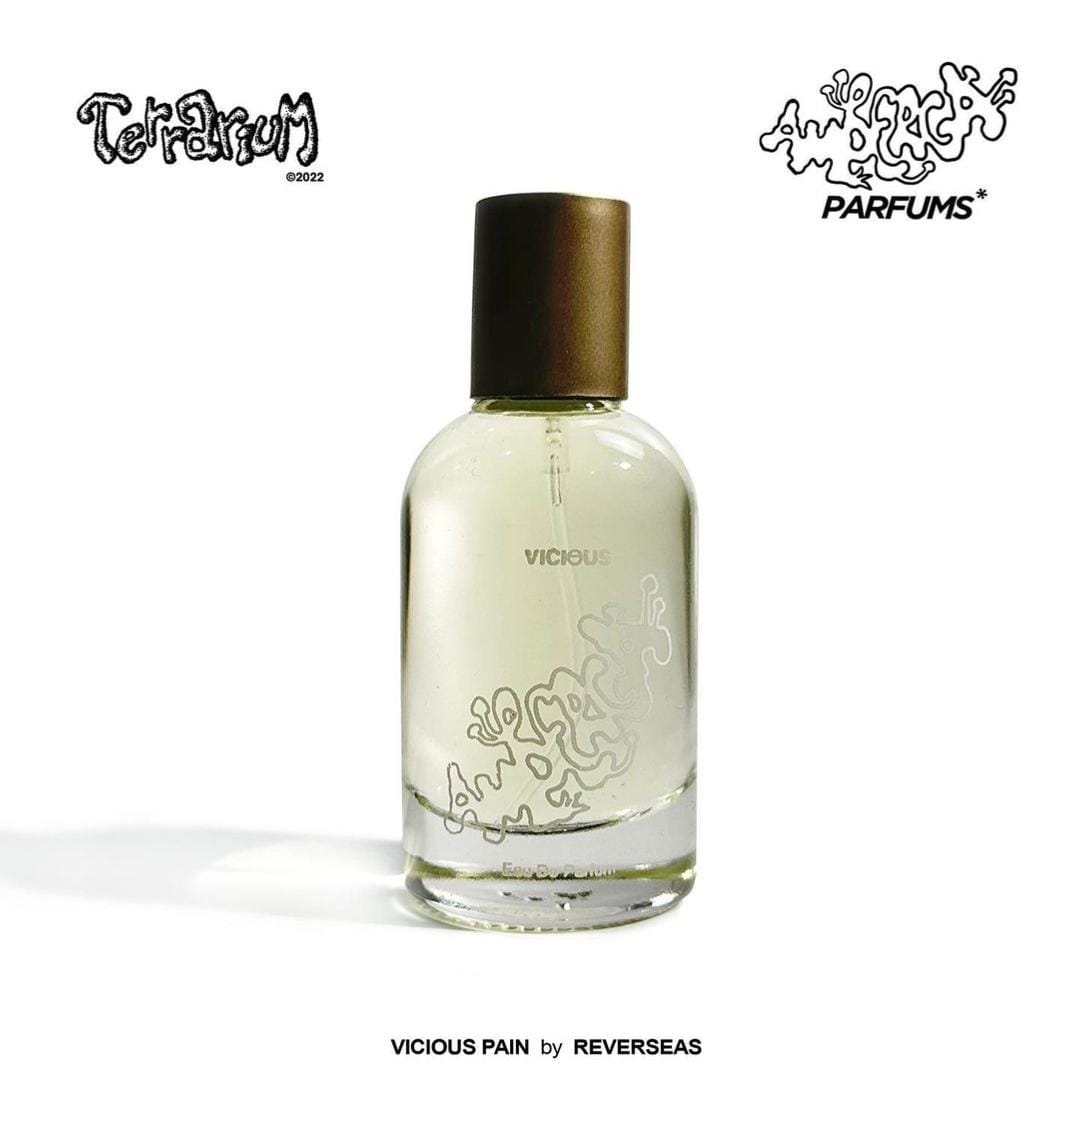 TerrariuM
©2022
PARFUMS*
VICIOUS
Eau De Parfum
VICIOUS PAIN by REVERSEAS